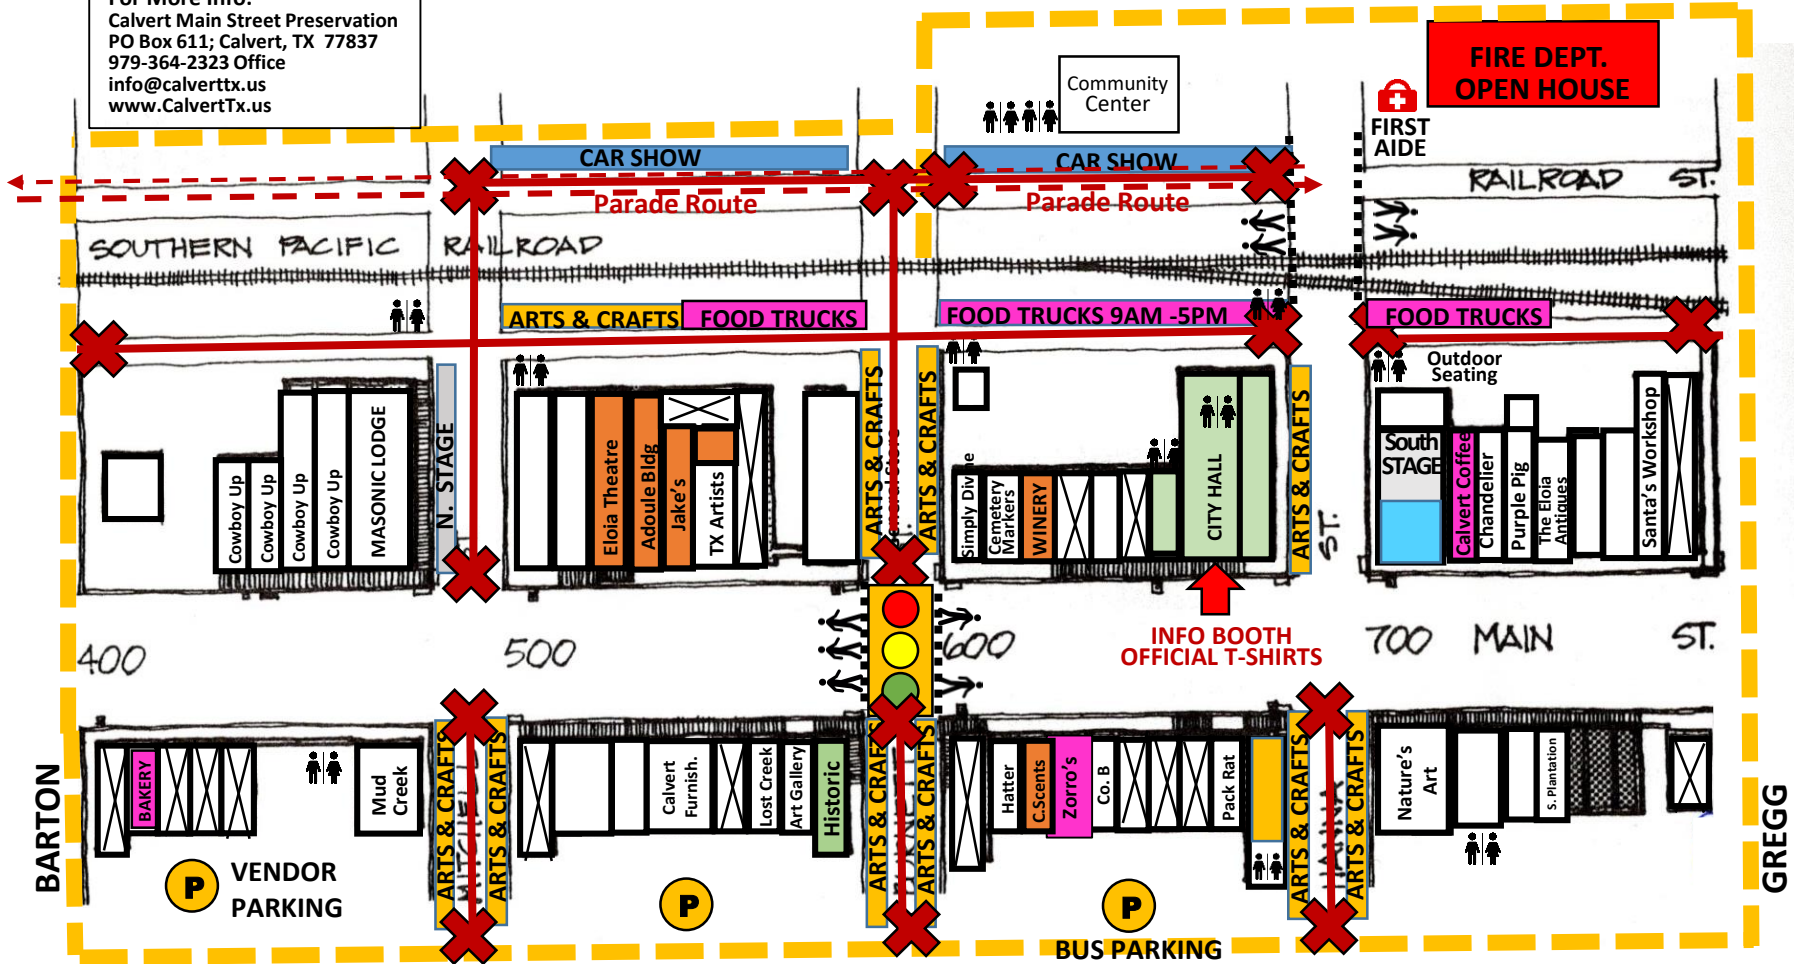 For More Info:
Calvert Main Street Preservation
PO Box 611; Calvert, TX 77837
979-364-2323 Office
info@calverttx.us
www.CalvertTx.us
Community
Center
FIRE DEPT.
OPEN HOUSE
FIRST
AIDE
CAR SHOW
CAR SHOW
Parade Route
Parade Route
RAILROAD ST.
SOUTHERN PACIFIC RAILROAD
ARTS & CRAFTS
FOOD TRUCKS
FOOD TRUCKS 9AM -5PM
FOOD TRUCKS
Outdoor
Seating
Cowboy Up
Cowboy Up
Cowboy Up
Cowboy Up
MASONIC LODGE
N. STAGE
Eloia Theatre
Adoule Bldg
Jake's
TX Artists
ARTS & CRAFTS
ARTS & CRAFTS
Simply Divine
Cemetery
Markers
WINERY
CITY HALL
ARTS & CRAFTS
ST.
South
STAGE
Calvert Coffee
Chandelier
Purple Pig
The Eloia
Antiques
Santa's Workshop
INFO BOOTH
OFFICIAL T-SHIRTS
400
500
600
700 MAIN ST.
BARTON
BAKERY
Mud
Creek
ARTS & CRAFTS
MITCHELL
ARTS & CRAFTS
Calvert
Furnish.
Lost Creek
Art Gallery
Historic
ARTS & CRAFTS
ARTS & CRAFTS
Hatter
C.Scents
Zorro's
Co. B
Pack Rat
ARTS & CRAFTS
HANNA
ARTS & CRAFTS
Nature's
Art
S. Plantation
GREGG
P
VENDOR
PARKING
P
P
BUS PARKING